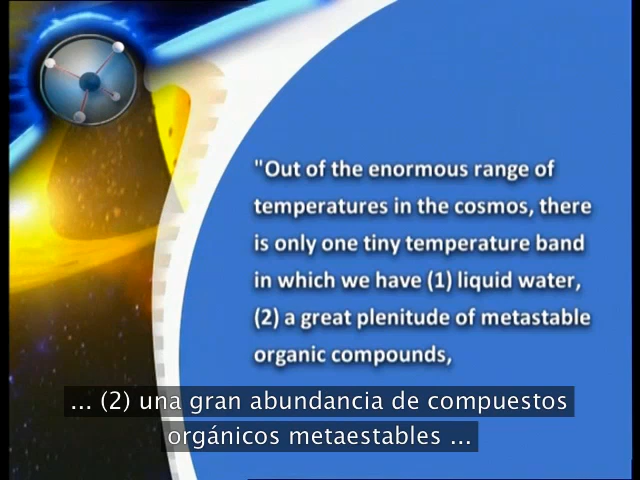 "Out of the enormous range of
temperatures in the cosmos, there
is only one tiny temperature band
in which we have (1) liquid water,
(2) a great plenitude of metastable
organic compounds,
... (2) una gran abundancia de compuestos
orgánicos metaestables ...